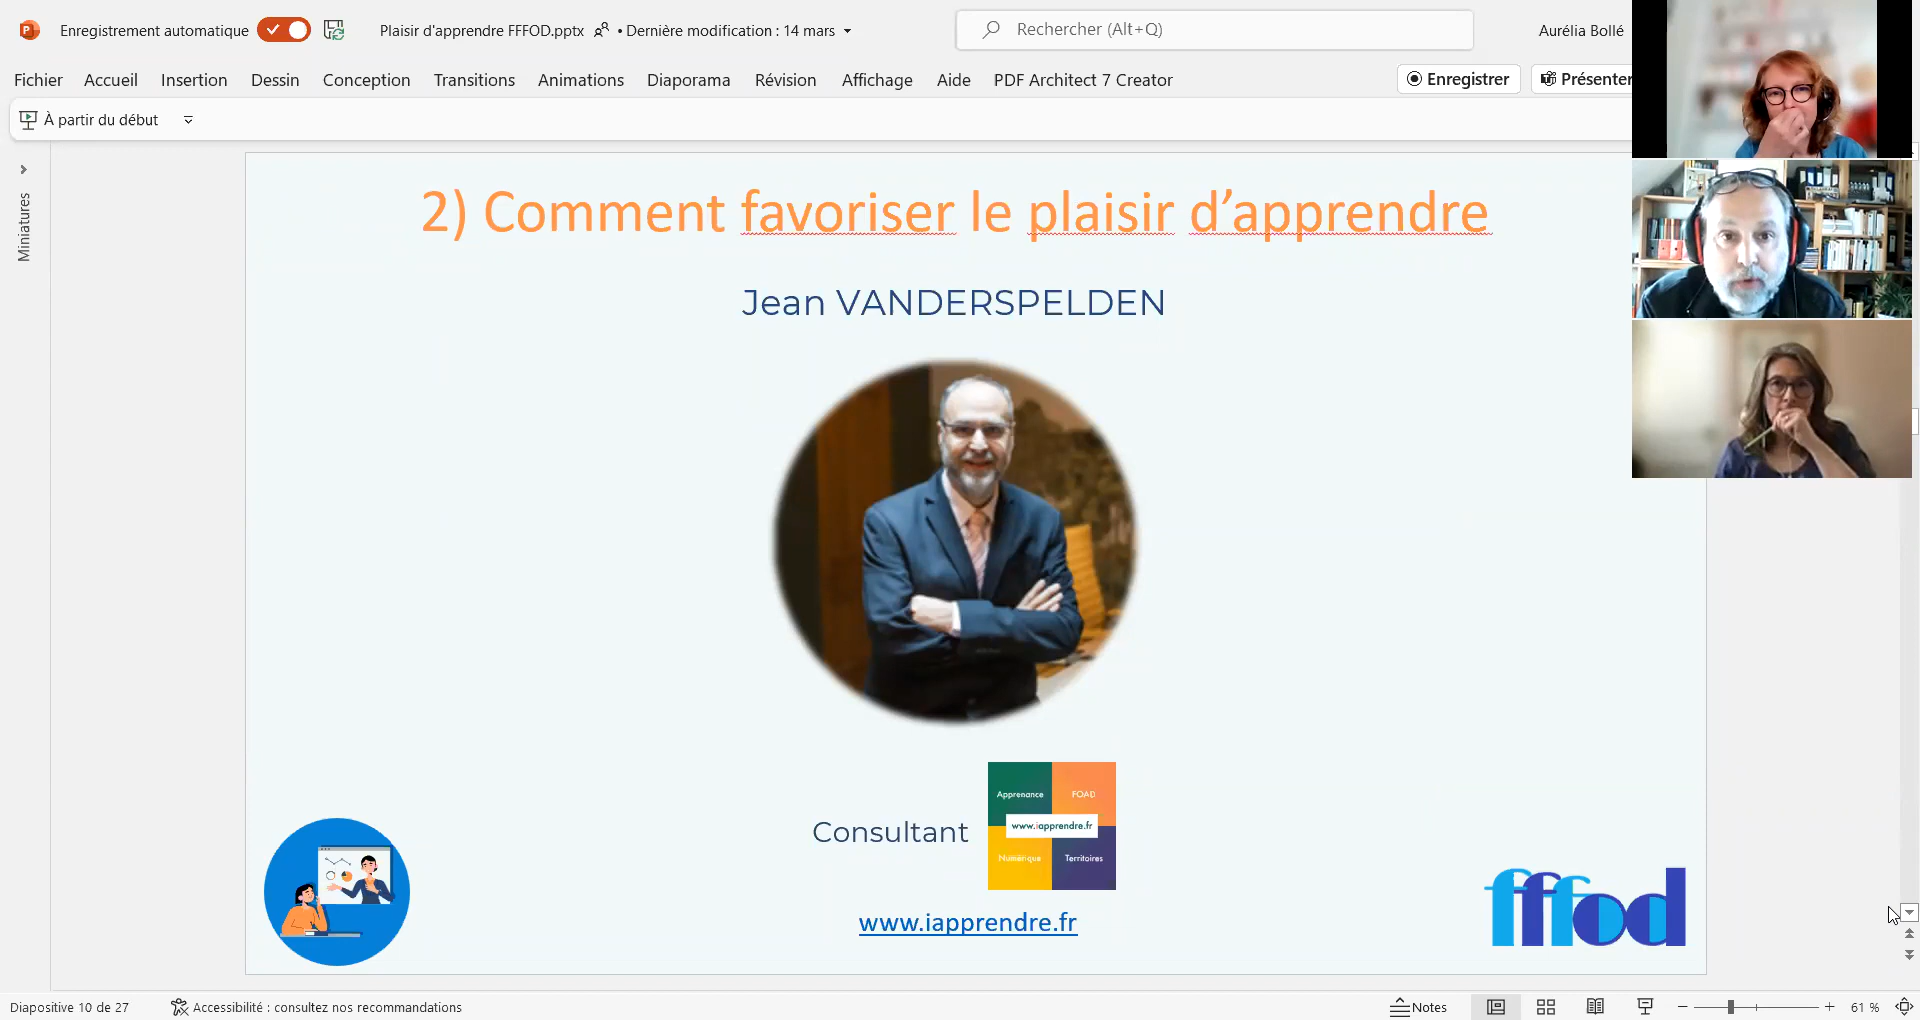 Enregistrement automatique
Plaisir d'apprendre FFFOD.pptx
• Dernière modification : 14 mars
Rechercher (Alt+Q)
Aurélia Bollé
Fichier
Accueil
Insertion
Dessin
Conception
Transitions
Animations
Diaporama
Révision
Affichage
Aide
PDF Architect 7 Creator
Enregistrer
Présenter
À partir du début
Miniatures
2) Comment favoriser le plaisir d’apprendre
Jean VANDERSPELDEN
Consultant
Apprenance
FOAD
www.iapprendre.fr
Numérique
Territoires
www.iapprendre.fr
fffod
Diapositive 10 de 27
Accessibilité : consultez nos recommandations
Notes
61 %